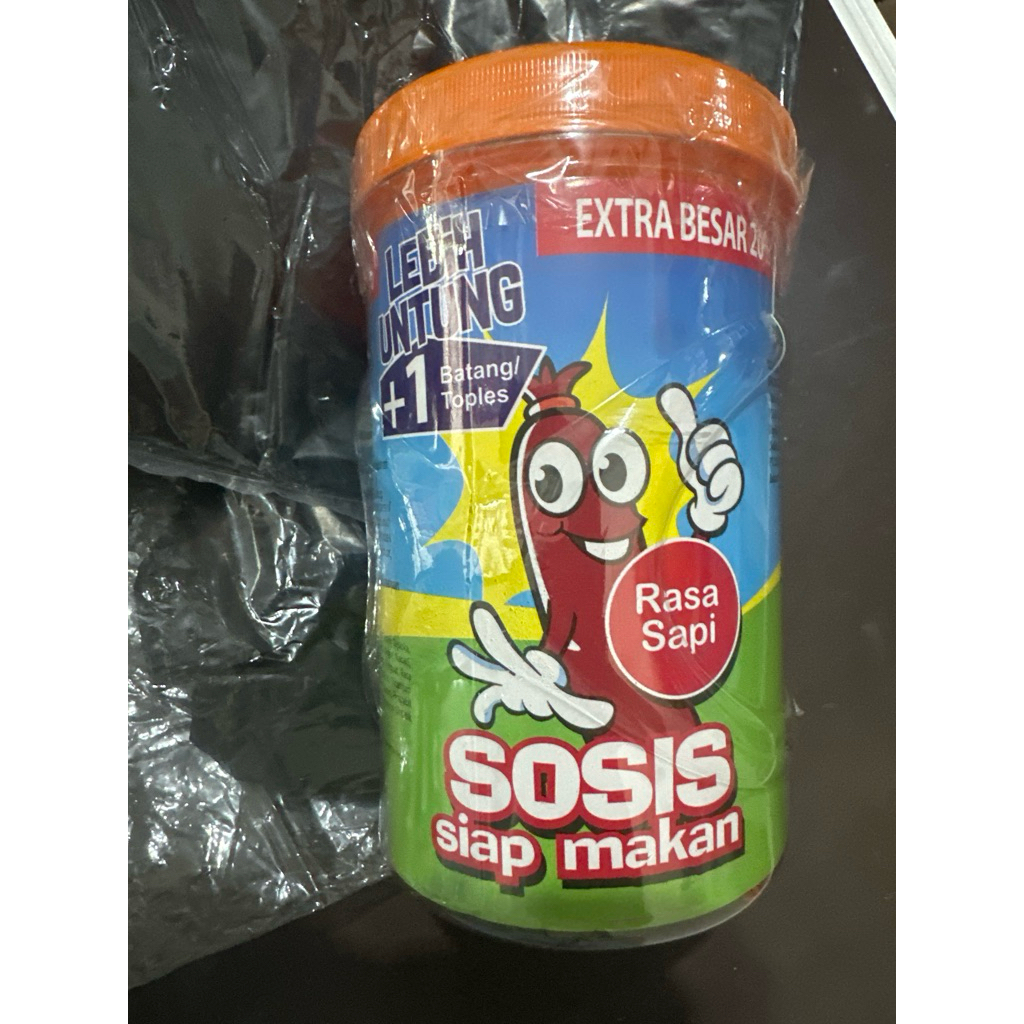 EXTRA BESAR
LEBIH
UNTUNG
+1 Batang/
Toples
Rasa
Sapi
SOSIS
siap makan